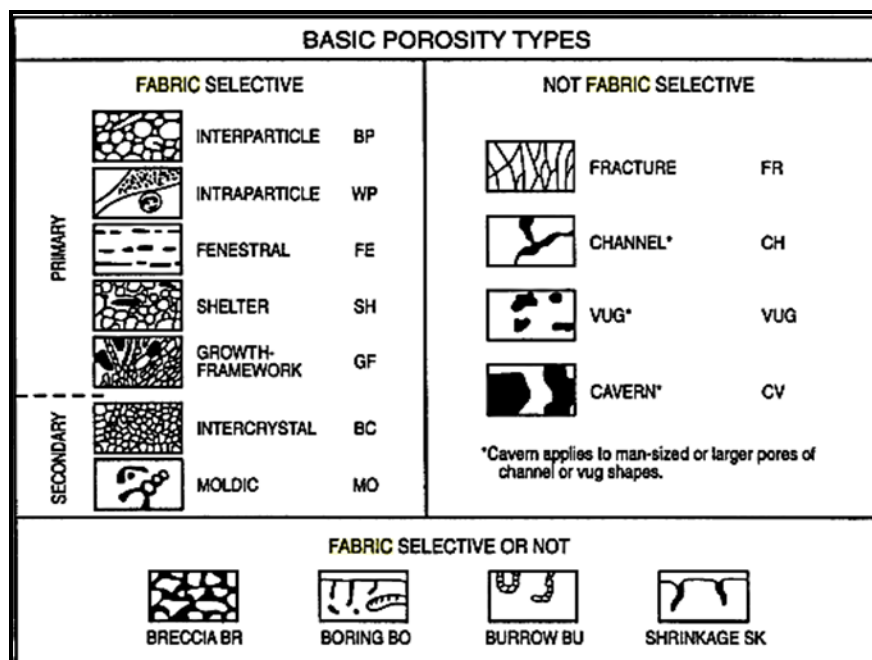 BASIC POROSITY TYPES
FABRIC SELECTIVE
PRIMARY
INTERPARTICLE BP
INTRAPARTICLE WP
FENESTRAL FE
SHELTER SH
GROWTH-
FRAMEWORK GF
SECONDARY
INTERCRYSTAL BC
MOLDIC MO
NOT FABRIC SELECTIVE
FRACTURE FR
CHANNEL* CH
VUG* VUG
CAVERN* CV
*Cavern applies to man-sized or larger pores of
channel or vug shapes.
FABRIC SELECTIVE OR NOT
BRECCIA BR
BORING BO
BURROW BU
SHRINKAGE SK